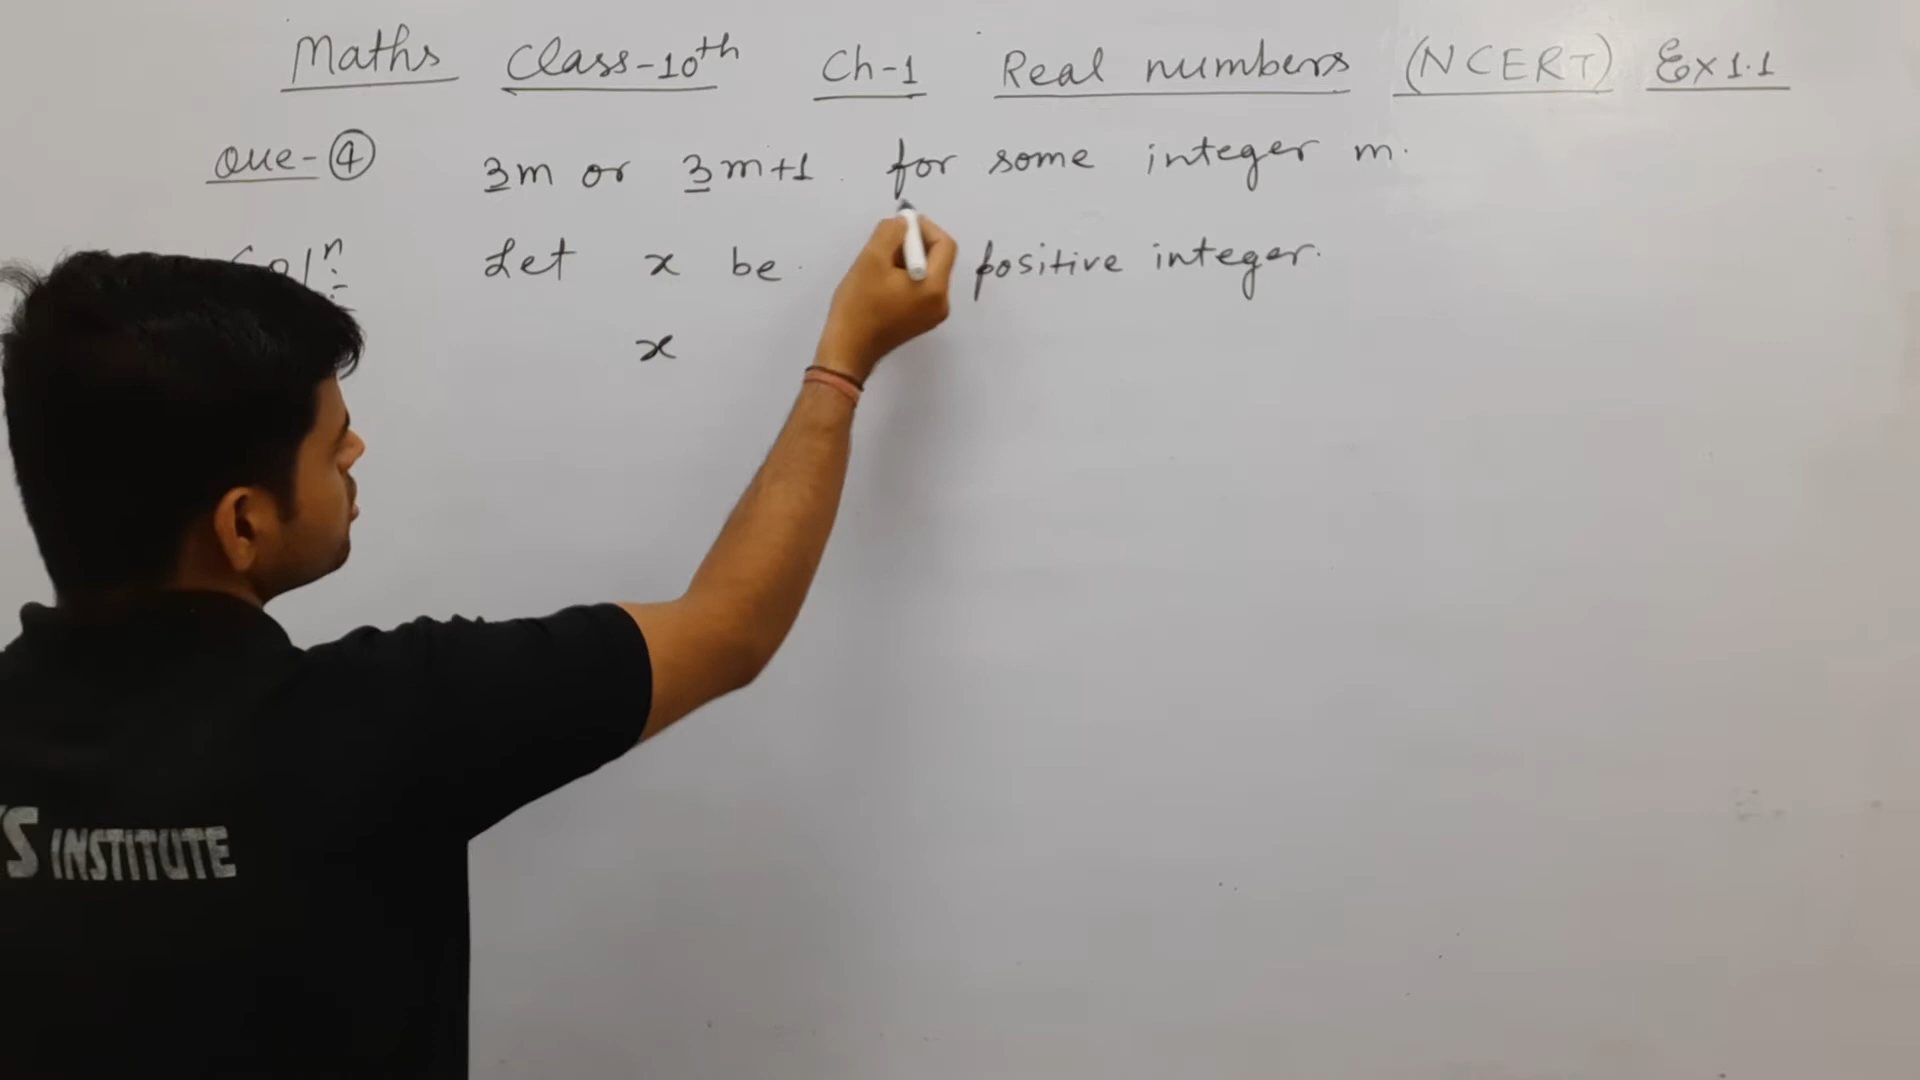 Maths Class-10th Ch-1 Real numbers (NCERT) Ex 1.1
Que-4 3m or 3m+1 for some integer m.
Soln:- Let x be positive integer.
x
S INSTITUTE